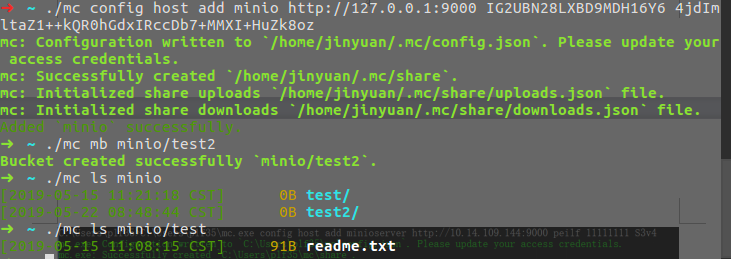 ➜ ~ ./mc config host add minio http://127.0.0.1:9000 IG2UBN28LXBD9MDH16Y6 4jdIm
ltaZ1++kQR0hGdxIRccDb7+MMXI+HuZk8oz
mc: Configuration written to `/home/jinyuan/.mc/config.json`. Please update your
access credentials.
mc: Successfully created `/home/jinyuan/.mc/share`.
mc: Initialized share uploads `/home/jinyuan/.mc/share/uploads.json` file.
mc: Initialized share downloads `/home/jinyuan/.mc/share/downloads.json` file.
Added `minio` successfully.
➜ ~ ./mc mb minio/test2
Bucket created successfully `minio/test2`.
➜ ~ ./mc ls minio
[2019-05-15 11:21:18 CST] 0B test/
[2019-05-22 08:48:44 CST] 0B test2/
➜ ~ ./mc ls minio/test
mc.exe config host add minioserver http://10.14.109.144:9000 peilf 11111111 S3v4
[2019-05-15 11:08:15 CST] 91B readme.txt
Please update your access credentials.
mc.exe: Successfully created